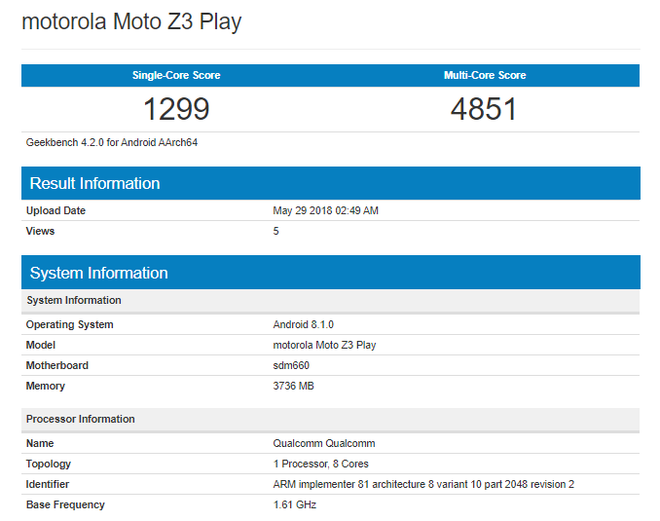 motorola Moto Z3 Play
Single-Core Score Multi-Core Score
1299 4851
Geekbench 4.2.0 for Android AArch64
Result Information
Upload Date May 29 2018 02:49 AM
Views 5
System Information
System Information
Operating System Android 8.1.0
Model motorola Moto Z3 Play
Motherboard sdm660
Memory 3736 MB
Processor Information
Name Qualcomm Qualcomm
Topology 1 Processor, 8 Cores
Identifier ARM implementer 81 architecture 8 variant 10 part 2048 revision 2
Base Frequency 1.61 GHz